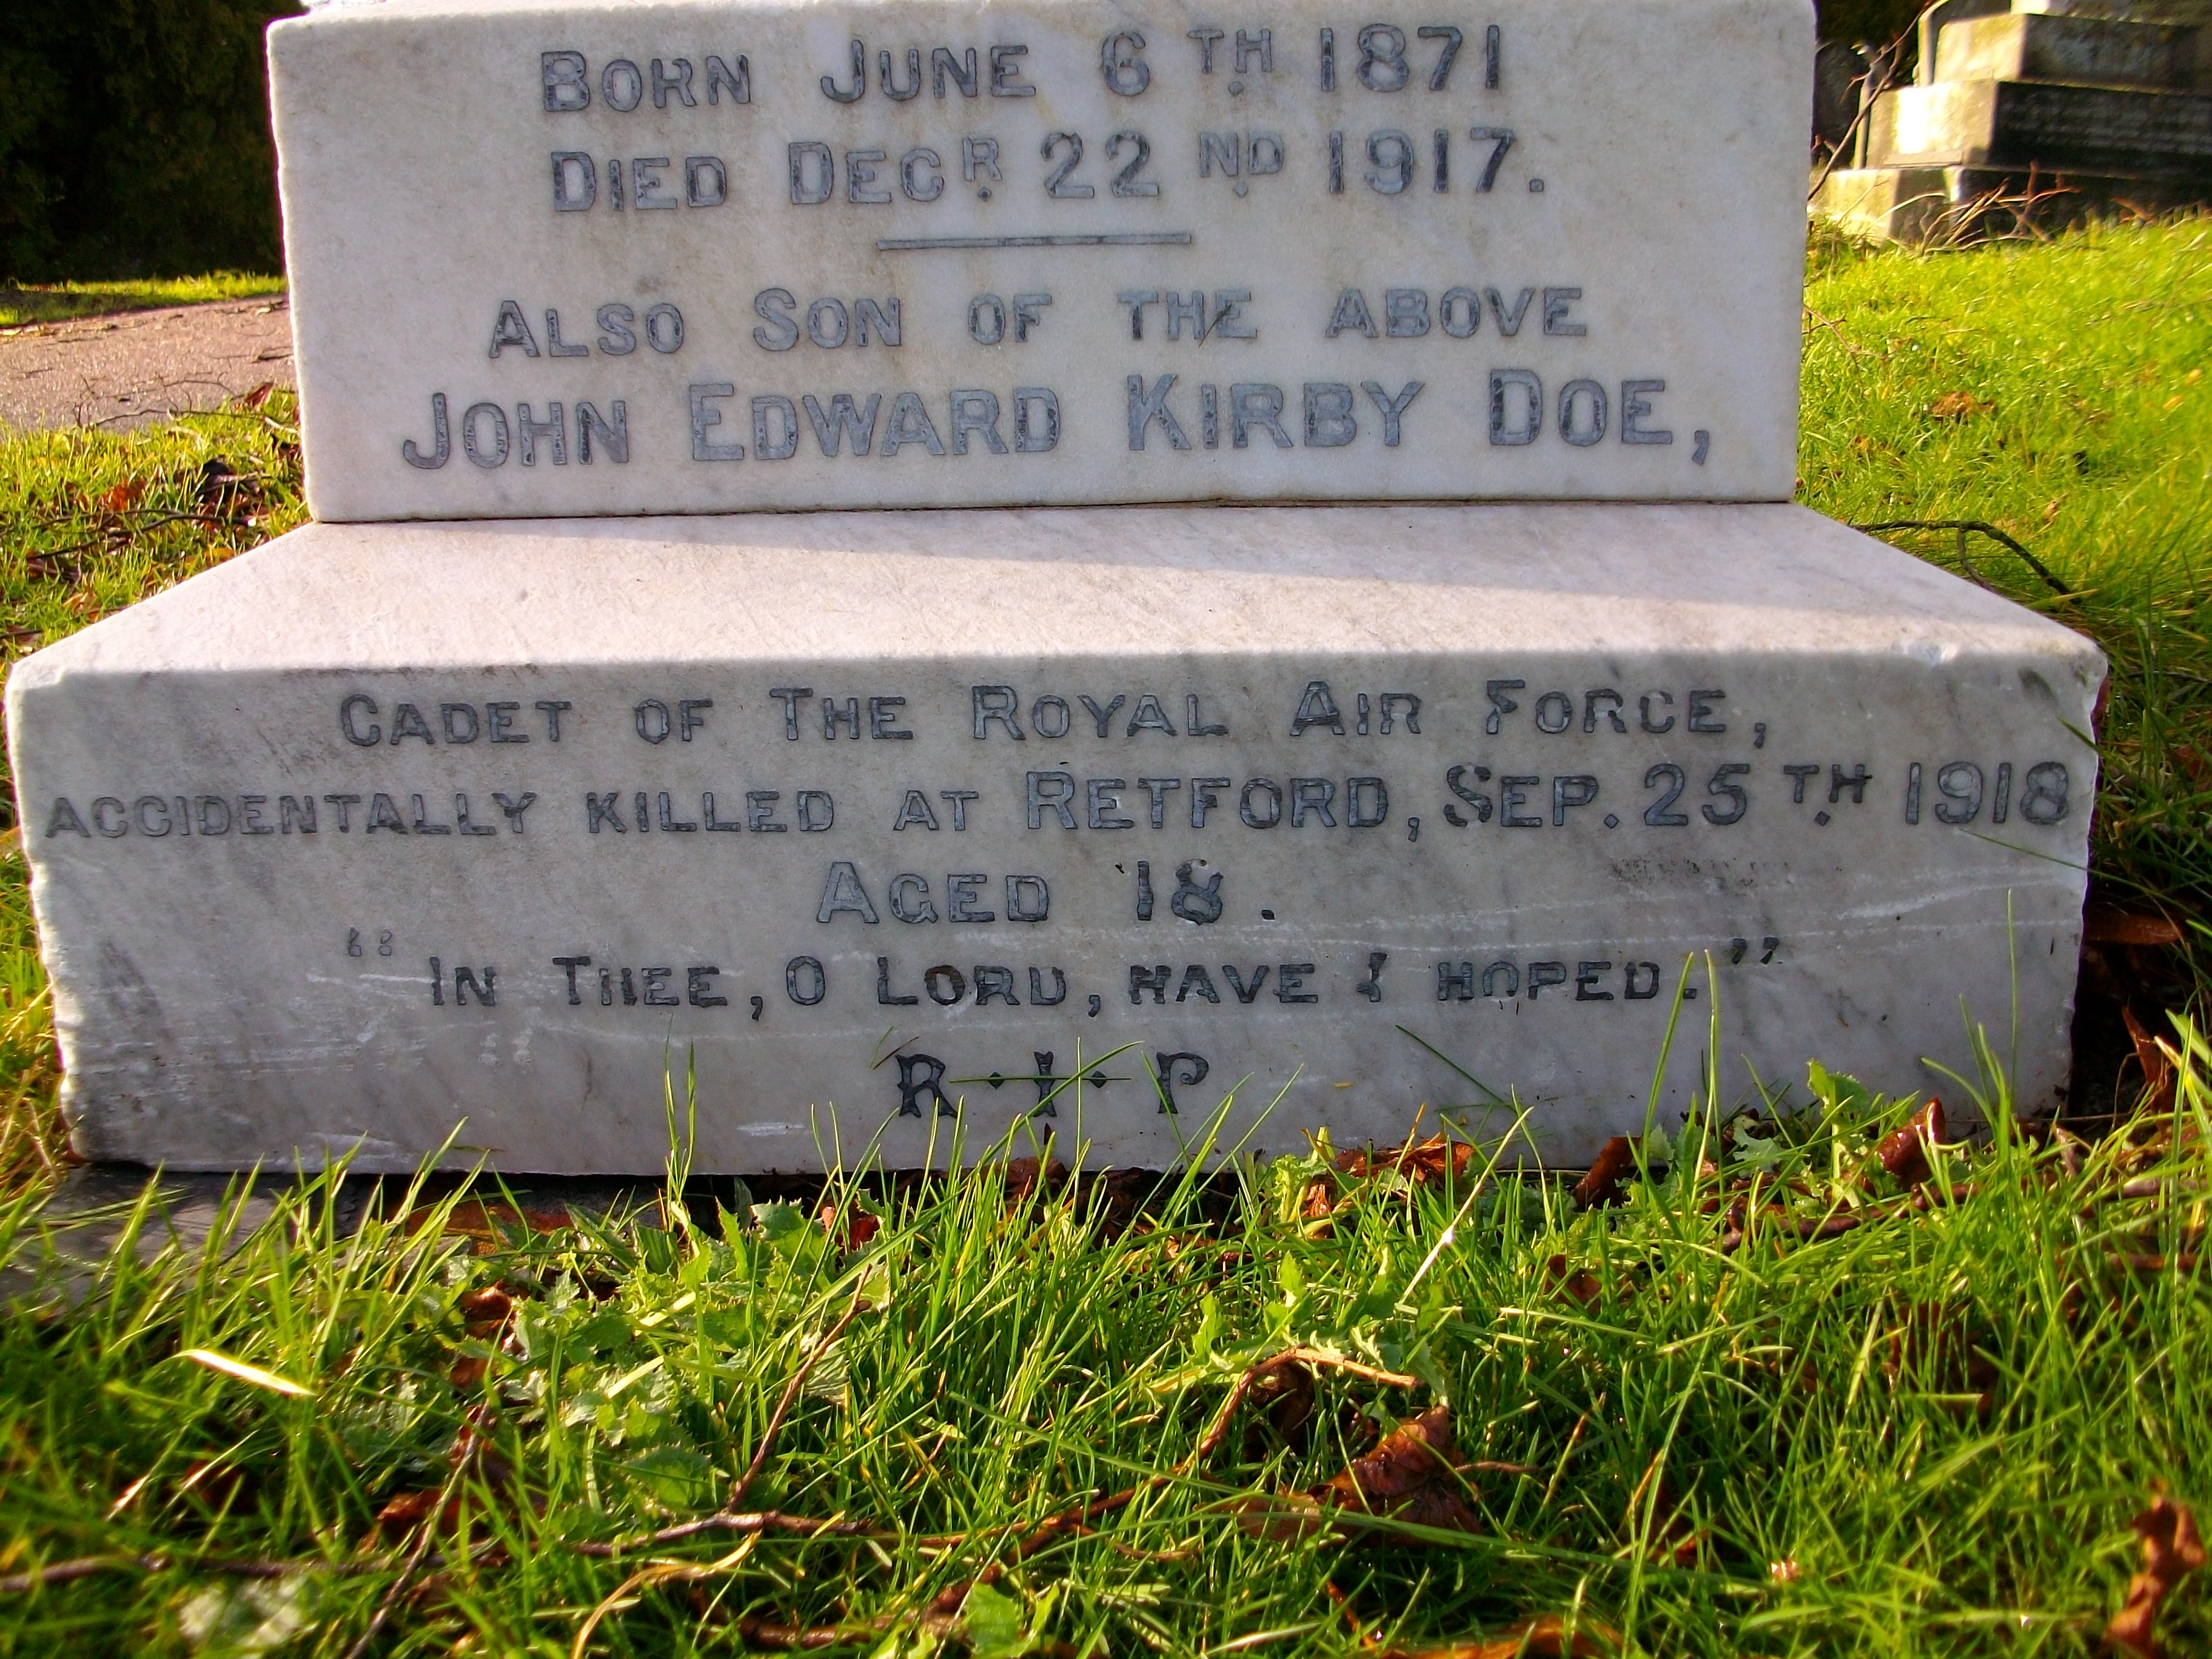 BORN JUNE 6TH 1871
DIED DECR 22ND 1917.
ALSO SON OF THE ABOVE
JOHN EDWARD KIRBY DOE,
CADET OF THE ROYAL AIR FORCE,
ACCIDENTALLY KILLED AT RETFORD, SEP. 25TH 1918
AGED 18.
"IN THEE, O LORD, HAVE I HOPED."
R·I·P